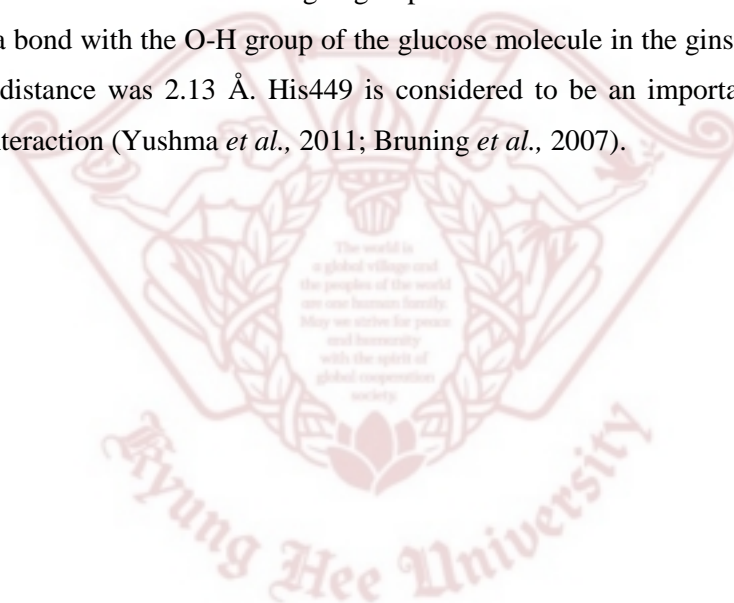 a bond with the O-H group of the glucose molecule in the gins
distance was 2.13 Å. His449 is considered to be an importa
nteraction (Yushma et al., 2011; Bruning et al., 2007).
The world is
a global village and
the peoples of the world
are one human family.
May we strive for peace
and humanity
with the spirit of
global cooperation
society.
Kyung Hee University